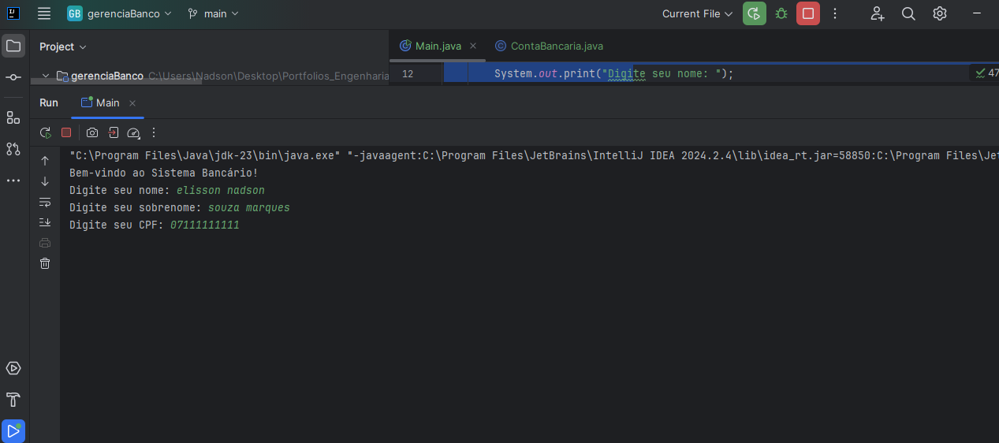 GB gerenciaBanco main Current File
Project Main.java ContaBancaria.java
gerenciaBanco C:\Users\Nadson\Desktop\Portfolios_Engenharia
12 System.out.print("Digite seu nome: "); 47
Run Main
"C:\Program Files\Java\jdk-23\bin\java.exe" "-javaagent:C:\Program Files\JetBrains\IntelliJ IDEA 2024.2.4\lib\idea_rt.jar=58850:C:\Program Files\Jet
Bem-vindo ao Sistema Bancário!
Digite seu nome: elisson nadson
Digite seu sobrenome: souza marques
Digite seu CPF: 07111111111